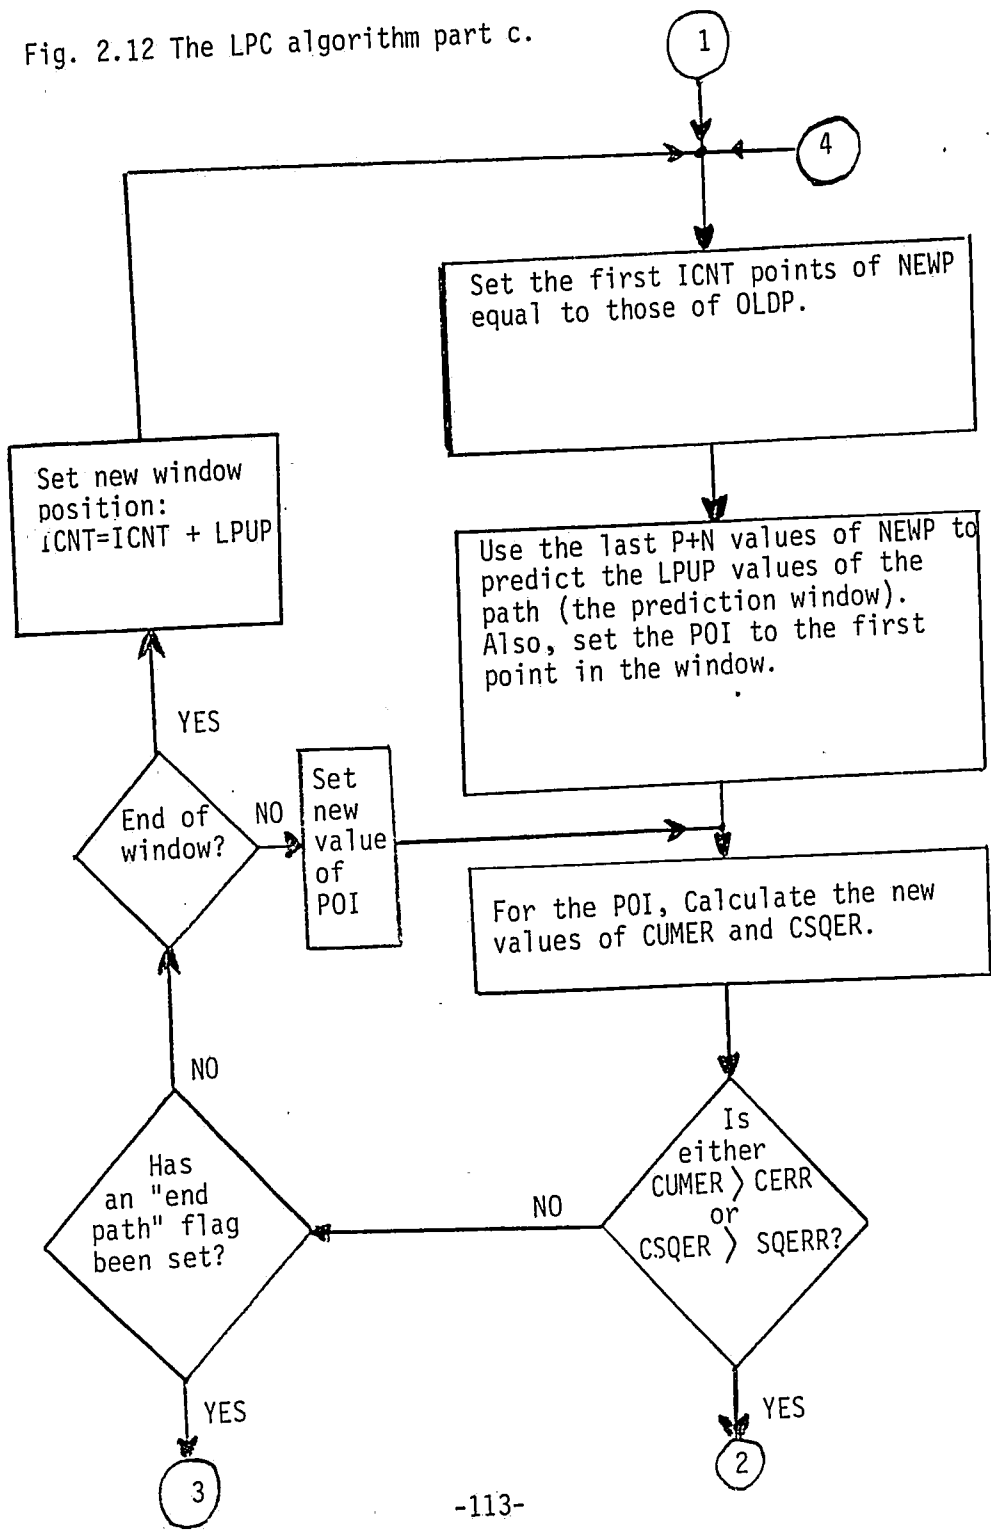 Fig. 2.12 The LPC algorithm part c.
1
4
Set the first ICNT points of NEWP
equal to those of OLDP.
Set new window
position:
ICNT=ICNT + LPUP
Use the last P+N values of NEWP to
predict the LPUP values of the
path (the prediction window).
Also, set the POI to the first
point in the window.
YES
End of
window?
NO
Set
new
value
of
POI
For the POI, Calculate the new
values of CUMER and CSQER.
NO
Has
an "end
path" flag
been set?
NO
Is
either
CUMER > CERR
or
CSQER > SQERR?
YES
3
YES
2
-113-